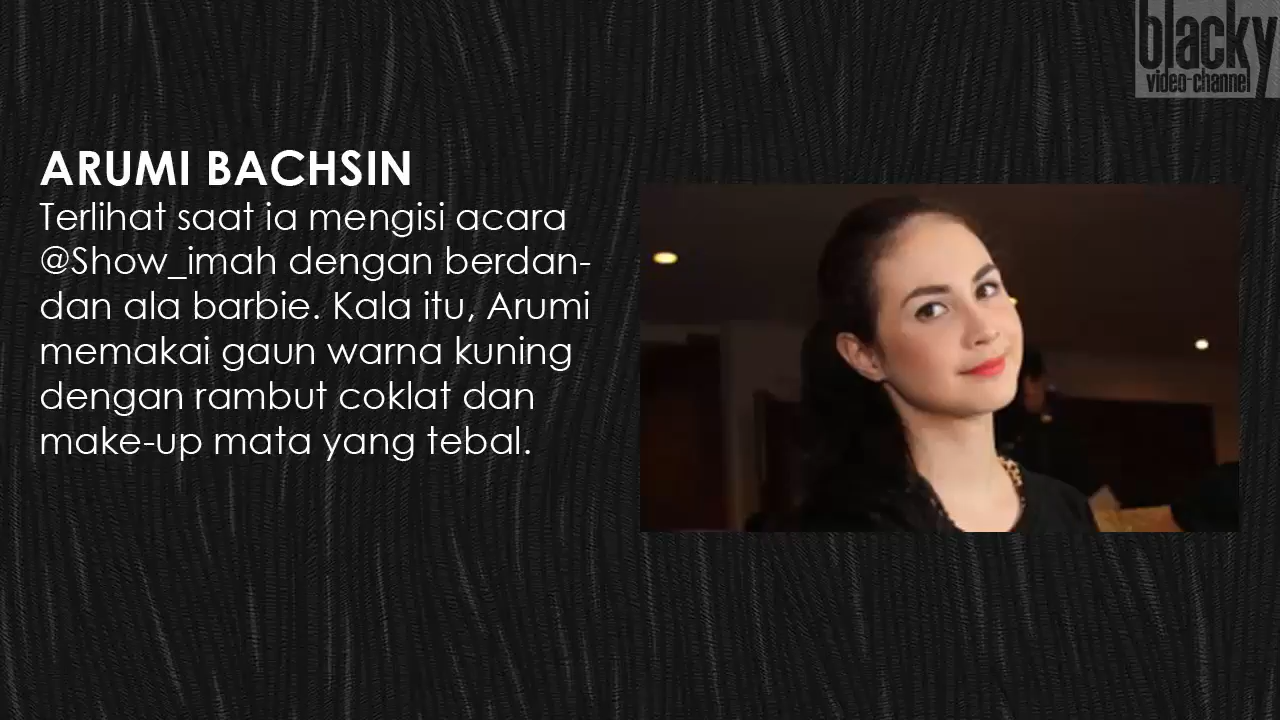 blacky
video-channel
ARUMI BACHSIN
Terlihat saat ia mengisi acara
@Show_imah dengan berdan-
dan ala barbie. Kala itu, Arumi
memakai gaun warna kuning
dengan rambut coklat dan
make-up mata yang tebal.